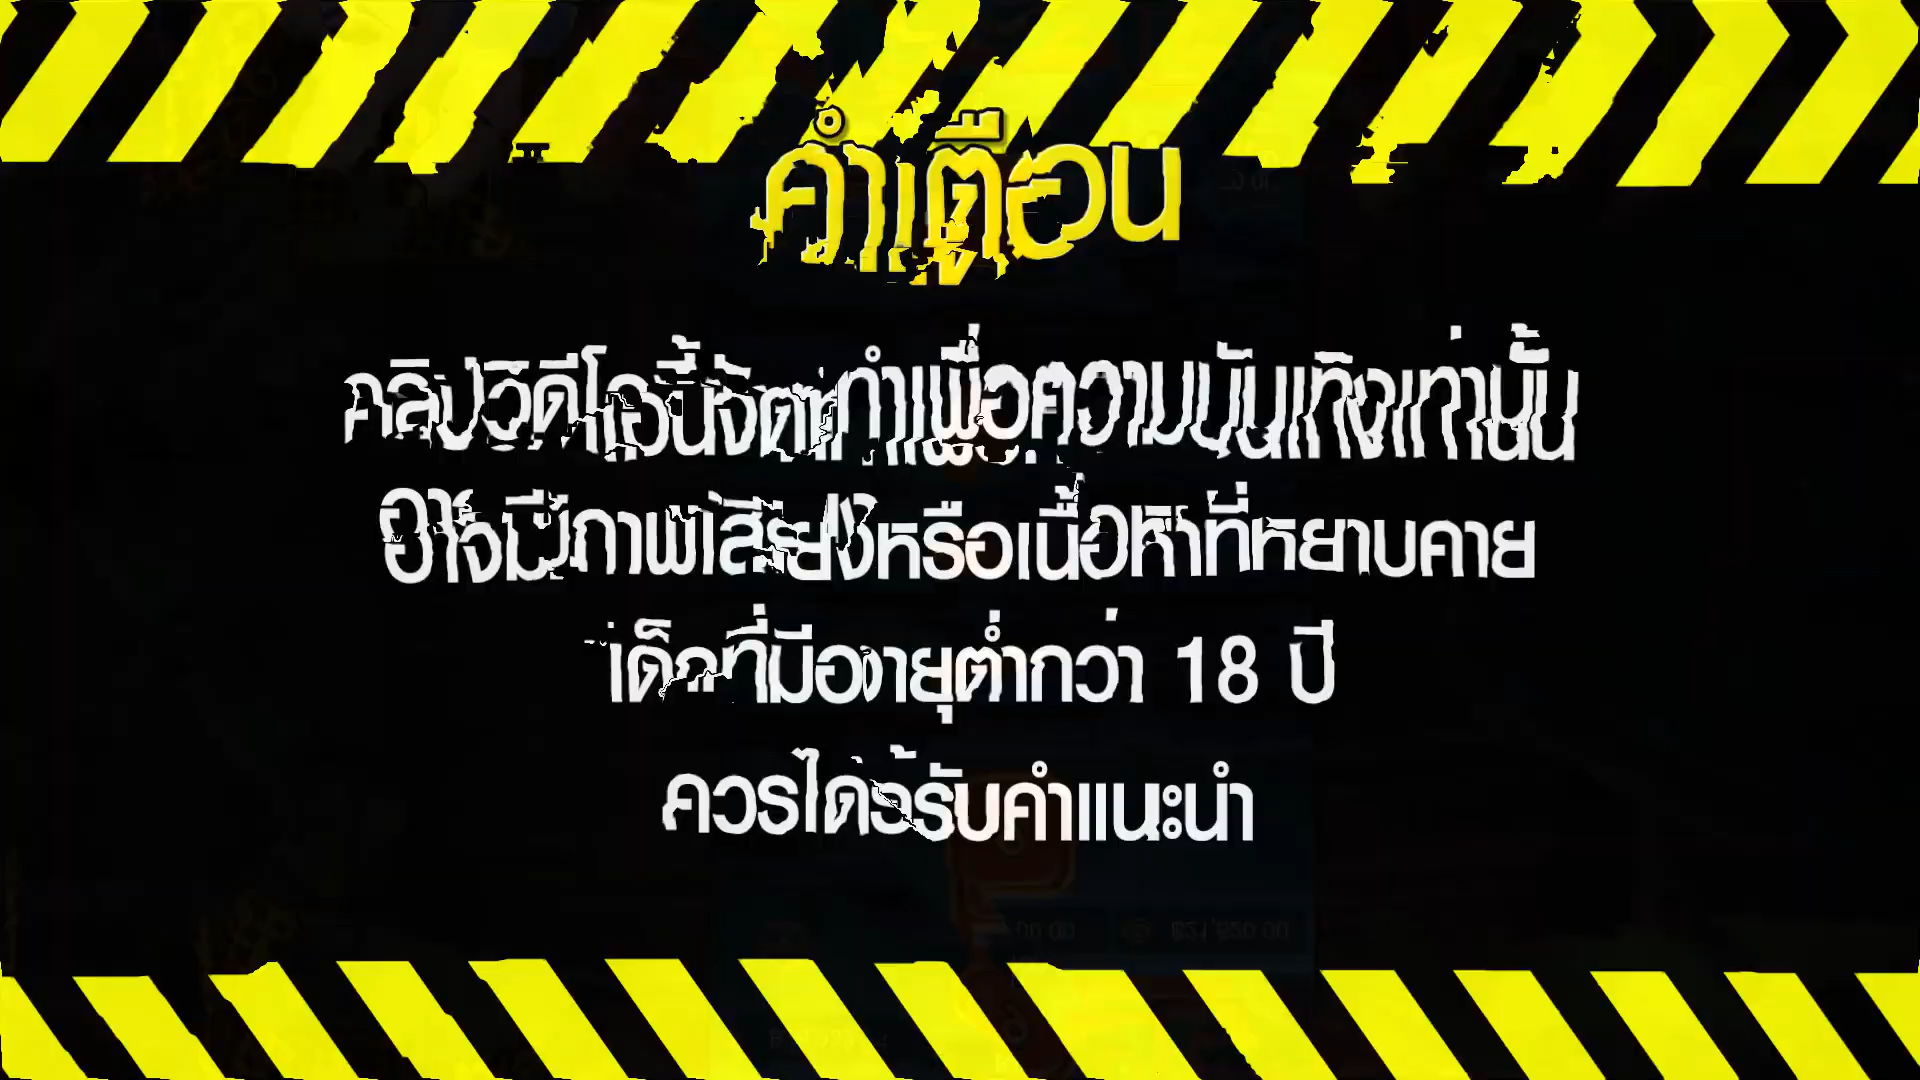 คำเตือน
คลิปวิดีโอนี้จัดทำเพื่อความบันเทิงเท่านั้น
อาจมีภาพเสียงหรือเนื้อหาที่หยาบคาย
เด็กที่มีอายุต่ำกว่า 18 ปี
ควรได้รับคำแนะนำ